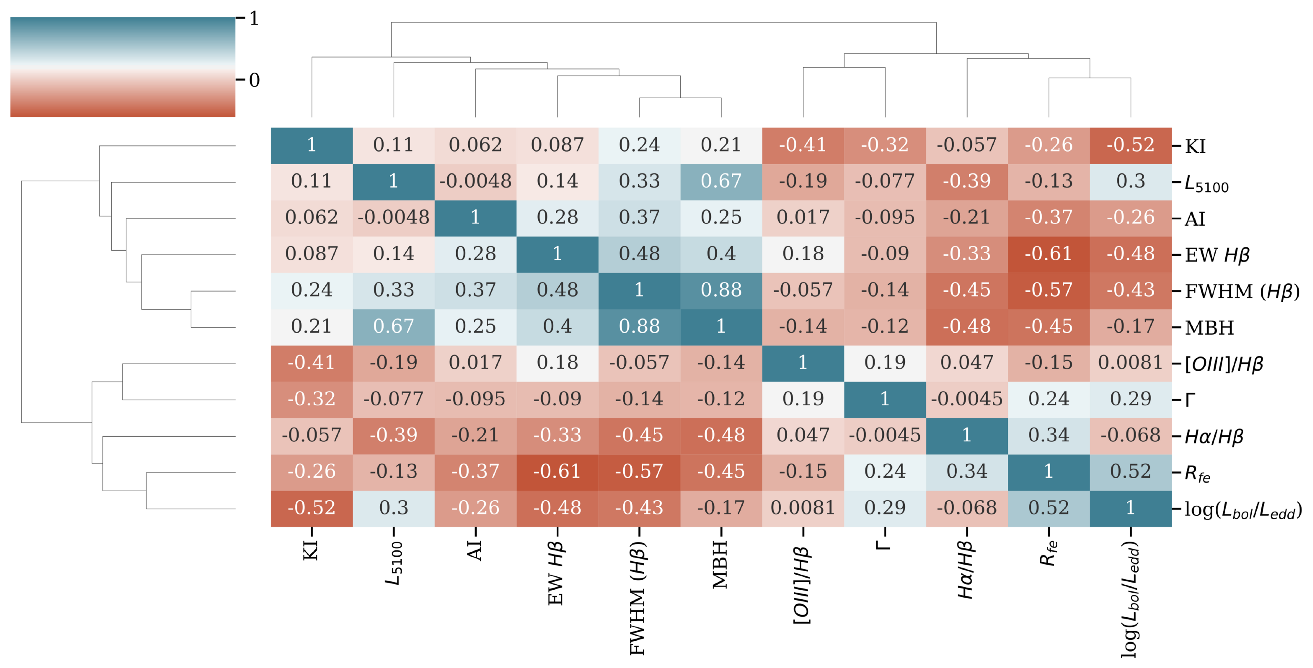 1
0
1 0.11 0.062 0.087 0.24 0.21 -0.41 -0.32 -0.057 -0.26 -0.52 KI
0.11 1 -0.0048 0.14 0.33 0.67 -0.19 -0.077 -0.39 -0.13 0.3 L5100
0.062 -0.0048 1 0.28 0.37 0.25 0.017 -0.095 -0.21 -0.37 -0.26 AI
0.087 0.14 0.28 1 0.48 0.4 0.18 -0.09 -0.33 -0.61 -0.48 EW Hβ
0.24 0.33 0.37 0.48 1 0.88 -0.057 -0.14 -0.45 -0.57 -0.43 FWHM (Hβ)
0.21 0.67 0.25 0.4 0.88 1 -0.14 -0.12 -0.48 -0.45 -0.17 MBH
-0.41 -0.19 0.017 0.18 -0.057 -0.14 1 0.19 0.047 -0.15 0.0081 [OIII]/Hβ
-0.32 -0.077 -0.095 -0.09 -0.14 -0.12 0.19 1 -0.0045 0.24 0.29 Γ
-0.057 -0.39 -0.21 -0.33 -0.45 -0.48 0.047 -0.0045 1 0.34 -0.068 Hα/Hβ
-0.26 -0.13 -0.37 -0.61 -0.57 -0.45 -0.15 0.24 0.34 1 0.52 Rfe
-0.52 0.3 -0.26 -0.48 -0.43 -0.17 0.0081 0.29 -0.068 0.52 1 log(Lbol/Ledd)
KI
L5100
AI
EW Hβ
FWHM (Hβ)
MBH
[OIII]/Hβ
Γ
Hα/Hβ
Rfe
log(Lbol/Ledd)